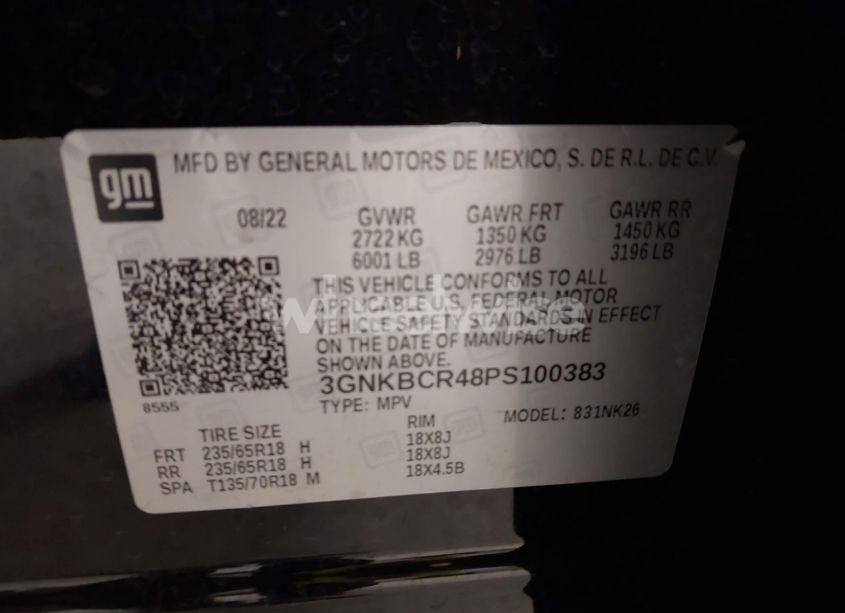 gm
MFD BY GENERAL MOTORS DE MEXICO, S. DE R.L. DE C.V.
08/22 GVWR GAWR FRT GAWR RR
2722 KG 1350 KG 1450 KG
6001 LB 2976 LB 3196 LB
THIS VEHICLE CONFORMS TO ALL
APPLICABLE U.S. FEDERAL MOTOR
VEHICLE SAFETY STANDARDS IN EFFECT
ON THE DATE OF MANUFACTURE
SHOWN ABOVE.
3GNKBCR48PS100383
8555 TYPE: MPV MODEL: 831NK26
TIRE SIZE RIM
FRT 235/65R18 H 18X8J
RR 235/65R18 H 18X8J
SPA T135/70R18 M 18X4.5B